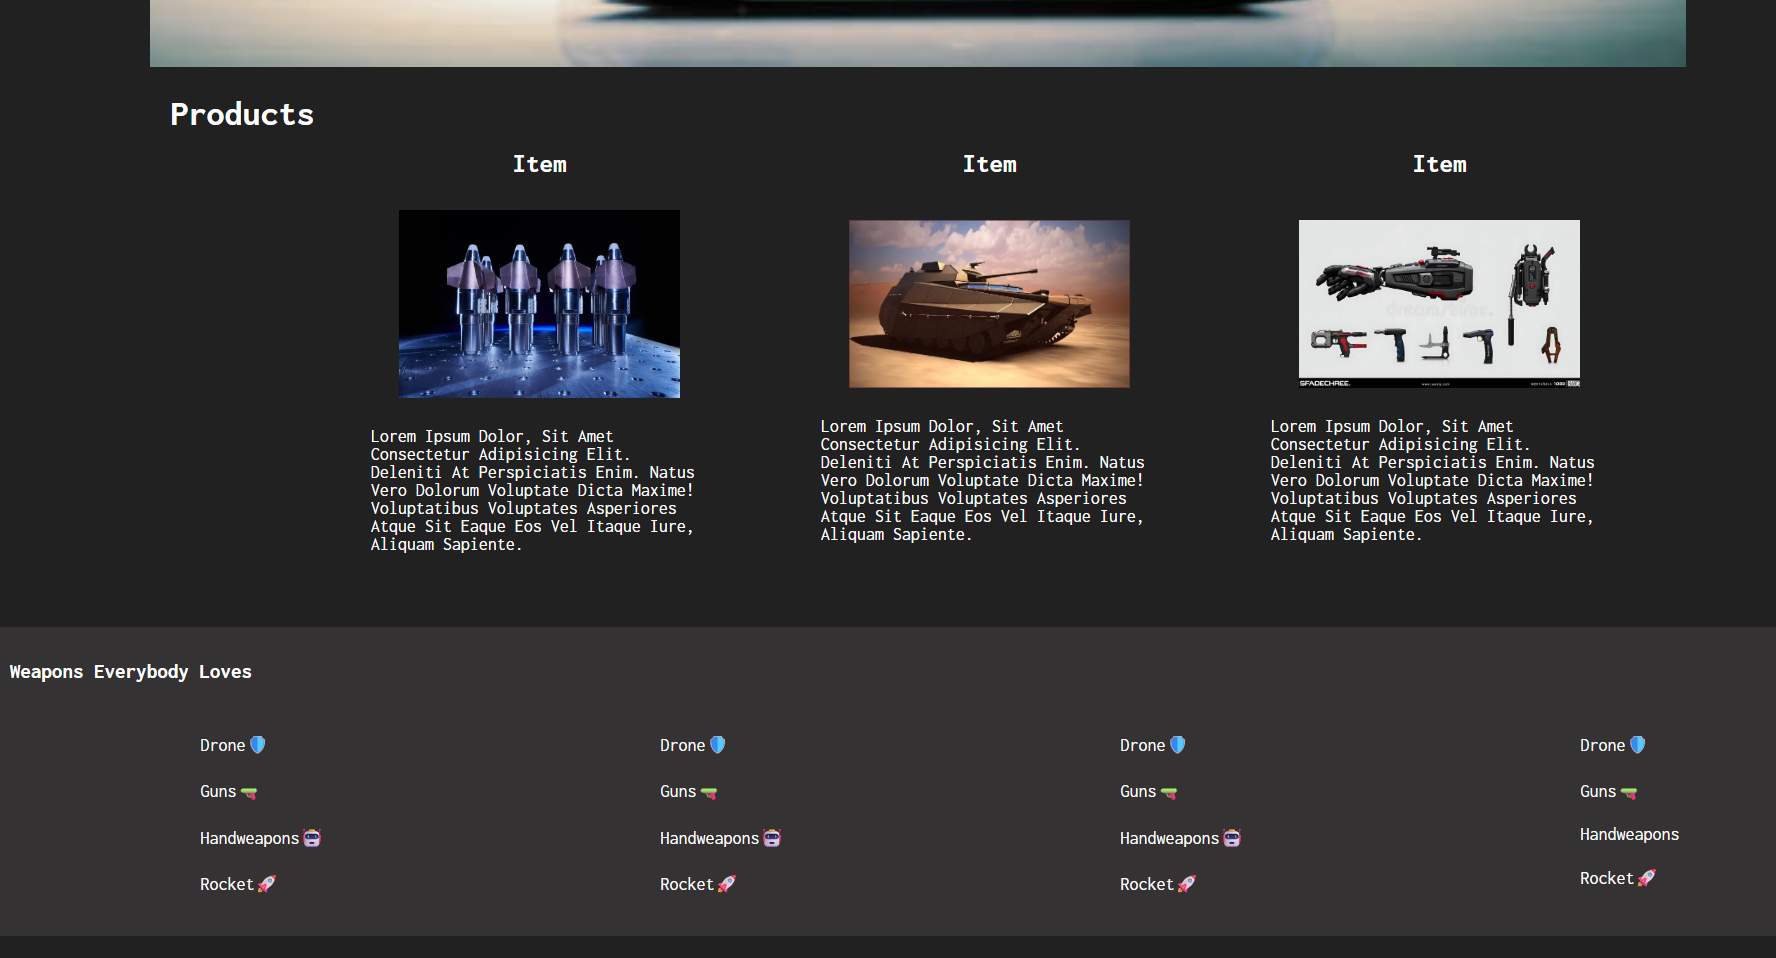 Products
Item
Item
Item
dreamstime.
SFADECHREE.
Lorem Ipsum Dolor, Sit Amet
Consectetur Adipisicing Elit.
Deleniti At Perspiciatis Enim. Natus
Vero Dolorum Voluptate Dicta Maxime!
Voluptatibus Voluptates Asperiores
Atque Sit Eaque Eos Vel Itaque Iure,
Aliquam Sapiente.
Lorem Ipsum Dolor, Sit Amet
Consectetur Adipisicing Elit.
Deleniti At Perspiciatis Enim. Natus
Vero Dolorum Voluptate Dicta Maxime!
Voluptatibus Voluptates Asperiores
Atque Sit Eaque Eos Vel Itaque Iure,
Aliquam Sapiente.
Lorem Ipsum Dolor, Sit Amet
Consectetur Adipisicing Elit.
Deleniti At Perspiciatis Enim. Natus
Vero Dolorum Voluptate Dicta Maxime!
Voluptatibus Voluptates Asperiores
Atque Sit Eaque Eos Vel Itaque Iure,
Aliquam Sapiente.
Weapons Everybody Loves
Drone
Guns
Handweapons
Rocket
Drone
Guns
Handweapons
Rocket
Drone
Guns
Handweapons
Rocket
Drone
Guns
Handweapons
Rocket